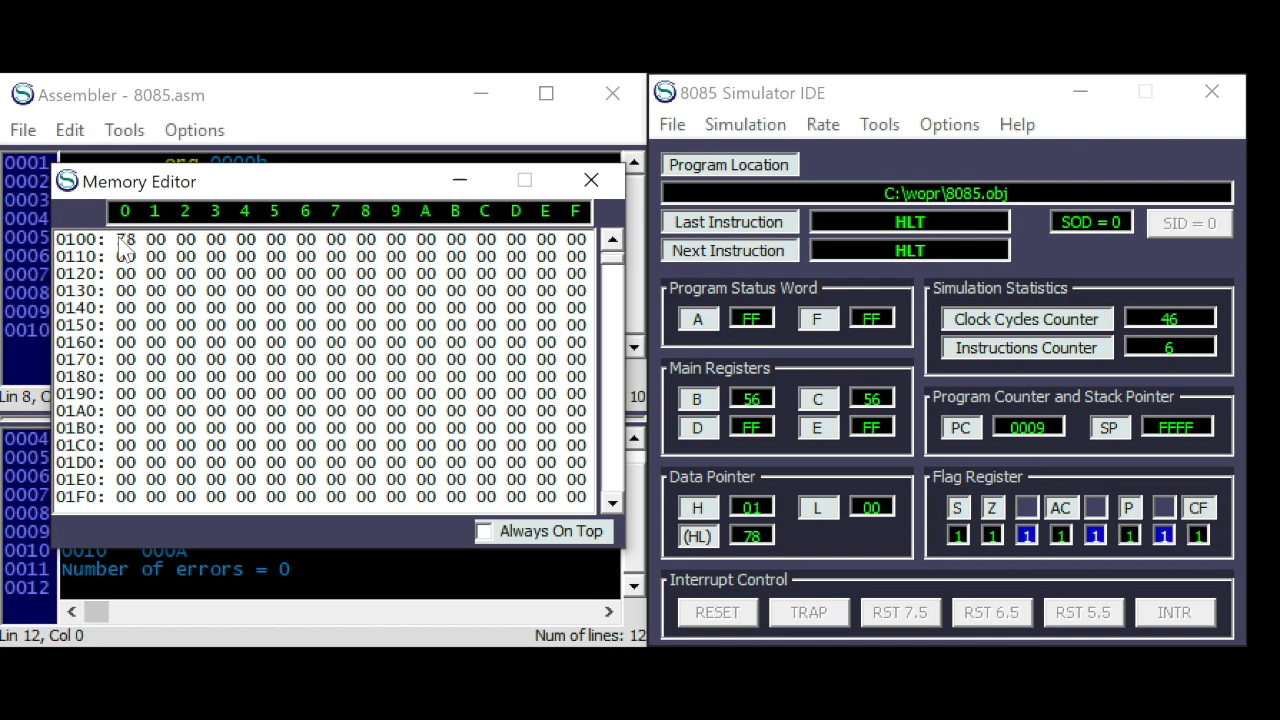 Assembler - 8085.asm
File Edit Tools Options
0001 org 0000h
0002
0003
0004
0005
0006
0007
0008
0009
0010
Memory Editor
0 1 2 3 4 5 6 7 8 9 A B C D E F
0100: 78 00 00 00 00 00 00 00 00 00 00 00 00 00 00 00
0110: 00 00 00 00 00 00 00 00 00 00 00 00 00 00 00 00
0120: 00 00 00 00 00 00 00 00 00 00 00 00 00 00 00 00
0130: 00 00 00 00 00 00 00 00 00 00 00 00 00 00 00 00
0140: 00 00 00 00 00 00 00 00 00 00 00 00 00 00 00 00
0150: 00 00 00 00 00 00 00 00 00 00 00 00 00 00 00 00
0160: 00 00 00 00 00 00 00 00 00 00 00 00 00 00 00 00
0170: 00 00 00 00 00 00 00 00 00 00 00 00 00 00 00 00
0180: 00 00 00 00 00 00 00 00 00 00 00 00 00 00 00 00
0190: 00 00 00 00 00 00 00 00 00 00 00 00 00 00 00 00
01A0: 00 00 00 00 00 00 00 00 00 00 00 00 00 00 00 00
01B0: 00 00 00 00 00 00 00 00 00 00 00 00 00 00 00 00
01C0: 00 00 00 00 00 00 00 00 00 00 00 00 00 00 00 00
01D0: 00 00 00 00 00 00 00 00 00 00 00 00 00 00 00 00
01E0: 00 00 00 00 00 00 00 00 00 00 00 00 00 00 00 00
01F0: 00 00 00 00 00 00 00 00 00 00 00 00 00 00 00 00
Always On Top
Lin 8, C 10
0004
0005
0006
0007
0008
0009
0010 0010 000A
0011 Number of errors = 0
0012
Lin 12, Col 0 Num of lines: 12
8085 Simulator IDE
File Simulation Rate Tools Options Help
Program Location
C:\wopr\8085.obj
Last Instruction HLT SOD = 0 SID = 0
Next Instruction HLT
Program Status Word
A FF F FF
Main Registers
B 56 C 56
D FF E FF
Data Pointer
H 01 L 00
(HL) 78
Simulation Statistics
Clock Cycles Counter 46
Instructions Counter 6
Program Counter and Stack Pointer
PC 0009 SP FFFF
Flag Register
S Z AC P CF
1 1 1 1 1 1 1 1
Interrupt Control
RESET TRAP RST 7.5 RST 6.5 RST 5.5 INTR